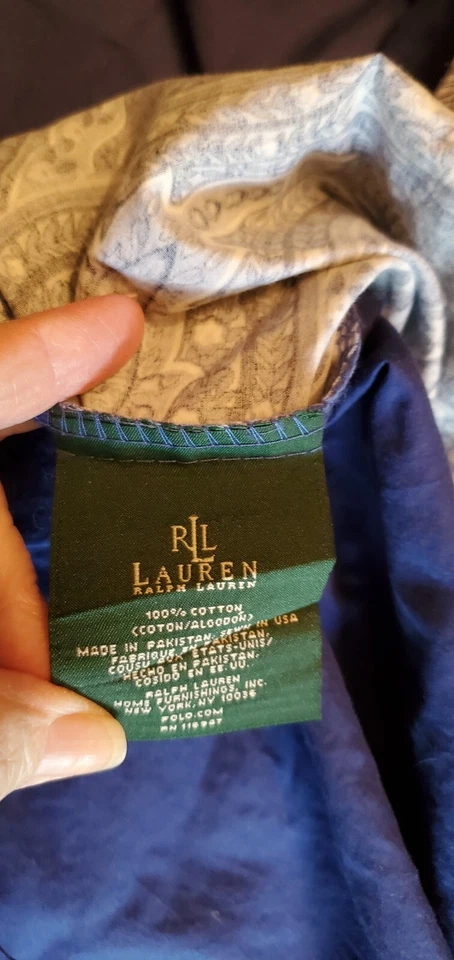 RLL
LAUREN
RALPH LAUREN
100% COTTON
(COTON/ALGODON)
MADE IN PAKISTAN. SEWN IN USA
FABRIQUE EN PAKISTAN.
COUSU AUX ETATS-UNIS/
HECHO EN PAKISTAN.
COSIDO EN EE.UU.
RALPH LAUREN
HOME FURNISHINGS, INC.
NEW YORK, NY 10036
POLO.COM